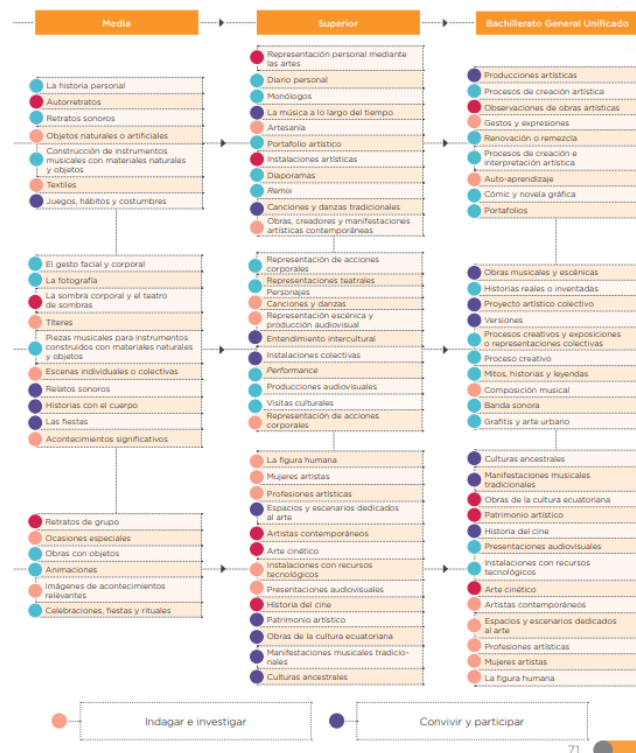 Media
Superior
Bachillerato General Unificado
La historia personal
Autorretratos
Retratos sonoros
Objetos naturales o artificiales
Construcción de instrumentos
musicales con materiales naturales
y objetos
Textiles
Juegos, hábitos y costumbres
Representación personal mediante
las artes
Diario personal
Monólogos
La música a lo largo del tiempo
Artesanía
Portafolio artístico
Instalaciones artísticas
Diaporamas
Remix
Canciones y danzas tradicionales
Obras, creadores y manifestaciones
artísticas contemporáneas
Producciones artísticas
Procesos de creación artística
Observaciones de obras artísticas
Gestos y expresiones
Renovación o remezcla
Procesos de creación e
interpretación artística
Auto-aprendizaje
Cómic y novela gráfica
Portafolios
El gesto facial y corporal
La fotografía
La sombra corporal y el teatro
de sombras
Títeres
Piezas musicales para instrumentos
construidos con materiales naturales
y objetos
Escenas individuales o colectivas
Relatos sonoros
Historias con el cuerpo
Las fiestas
Acontecimientos significativos
Representación de acciones
corporales
Representaciones teatrales
Personajes
Canciones y danzas
Representación escénica y
producción audiovisual
Entendimiento intercultural
Instalaciones colectivas
Performance
Producciones audiovisuales
Visitas culturales
Representación de acciones
corporales
Obras musicales y escénicas
Historias reales o inventadas
Proyecto artístico colectivo
Versiones
Procesos creativos y exposiciones
o representaciones colectivas
Proceso creativo
Mitos, historias y leyendas
Composición musical
Banda sonora
Grafitis y arte urbano
Retratos de grupo
Ocasiones especiales
Obras con objetos
Animaciones
Imágenes de acontecimientos
relevantes
Celebraciones, fiestas y rituales
La figura humana
Mujeres artistas
Profesiones artísticas
Espacios y escenarios dedicados
al arte
Artistas contemporáneos
Arte cinético
Instalaciones con recursos
tecnológicos
Presentaciones audiovisuales
Historia del cine
Patrimonio artístico
Obras de la cultura ecuatoriana
Manifestaciones musicales tradicio-
nales
Culturas ancestrales
Culturas ancestrales
Manifestaciones musicales
tradicionales
Obras de la cultura ecuatoriana
Patrimonio artístico
Historia del cine
Presentaciones audiovisuales
Instalaciones con recursos
tecnológicos
Arte cinético
Artistas contemporáneos
Espacios y escenarios dedicados
al arte
Profesiones artísticas
Mujeres artistas
La figura humana
Indagar e investigar
Convivir y participar
71